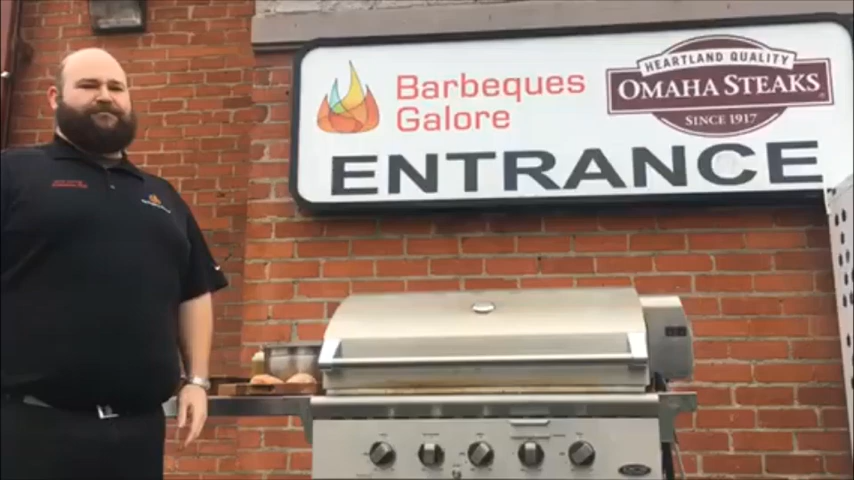 Barbeques
Galore
HEARTLAND QUALITY
OMAHA STEAKS
SINCE 1917
ENTRANCE